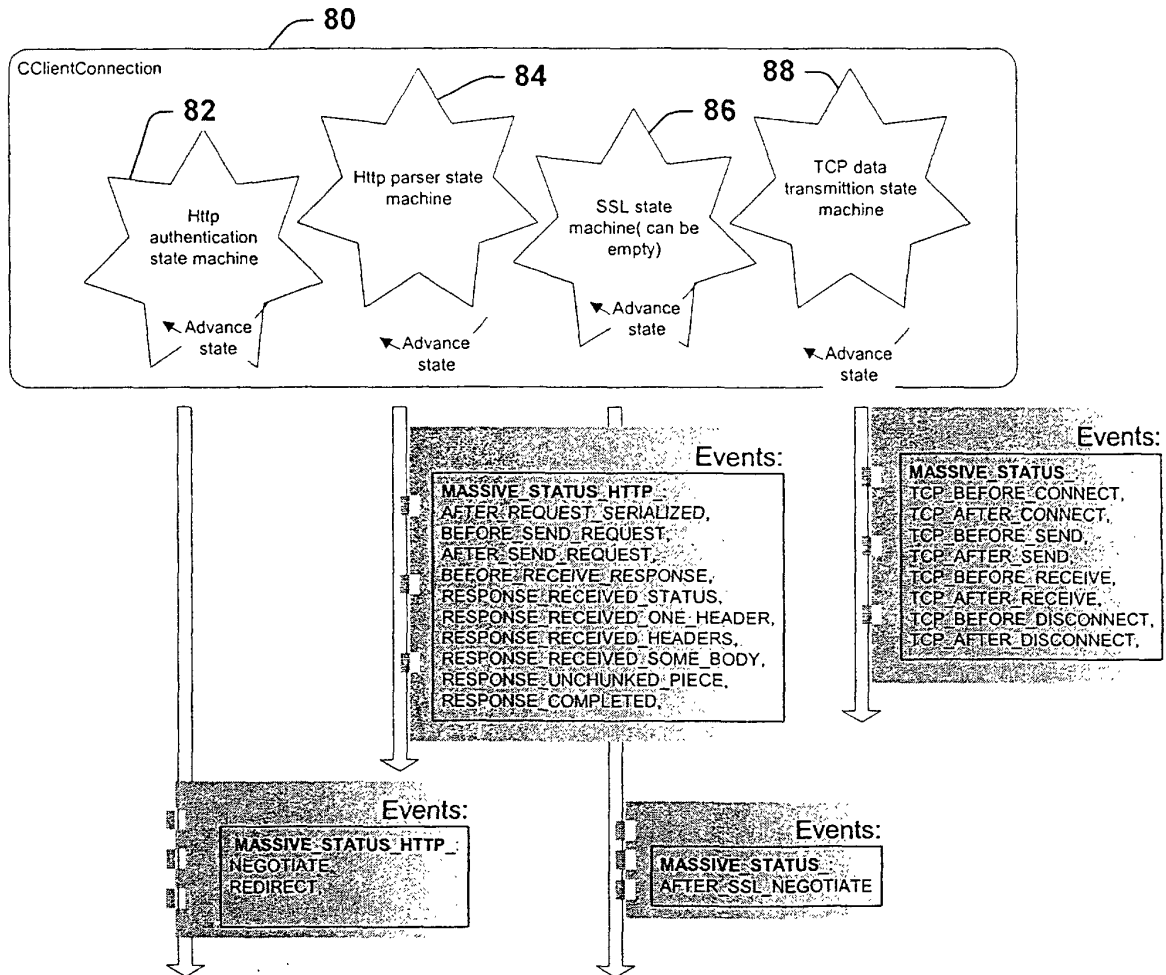 80
CClientConnection
82
Http
authentication
state machine
Advance
state
84
Http parser state
machine
Advance
state
86
SSL state
machine( can be
empty)
Advance
state
88
TCP data
transmittion state
machine
Advance
state
Events:
MASSIVE_STATUS_HTTP_
AFTER_REQUEST_SERIALIZED,
BEFORE_SEND_REQUEST,
AFTER_SEND_REQUEST,
BEFORE_RECEIVE_RESPONSE,
RESPONSE_RECEIVED_STATUS,
RESPONSE_RECEIVED_ONE_HEADER,
RESPONSE_RECEIVED_HEADERS,
RESPONSE_RECEIVED_SOME_BODY,
RESPONSE_UNCHUNKED_PIECE,
RESPONSE_COMPLETED,
Events:
MASSIVE_STATUS_
TCP_BEFORE_CONNECT,
TCP_AFTER_CONNECT,
TCP_BEFORE_SEND,
TCP_AFTER_SEND,
TCP_BEFORE_RECEIVE,
TCP_AFTER_RECEIVE,
TCP_BEFORE_DISCONNECT,
TCP_AFTER_DISCONNECT,
Events:
MASSIVE_STATUS_HTTP_:
NEGOTIATE,
REDIRECT,
Events:
MASSIVE_STATUS_
AFTER_SSL_NEGOTIATE